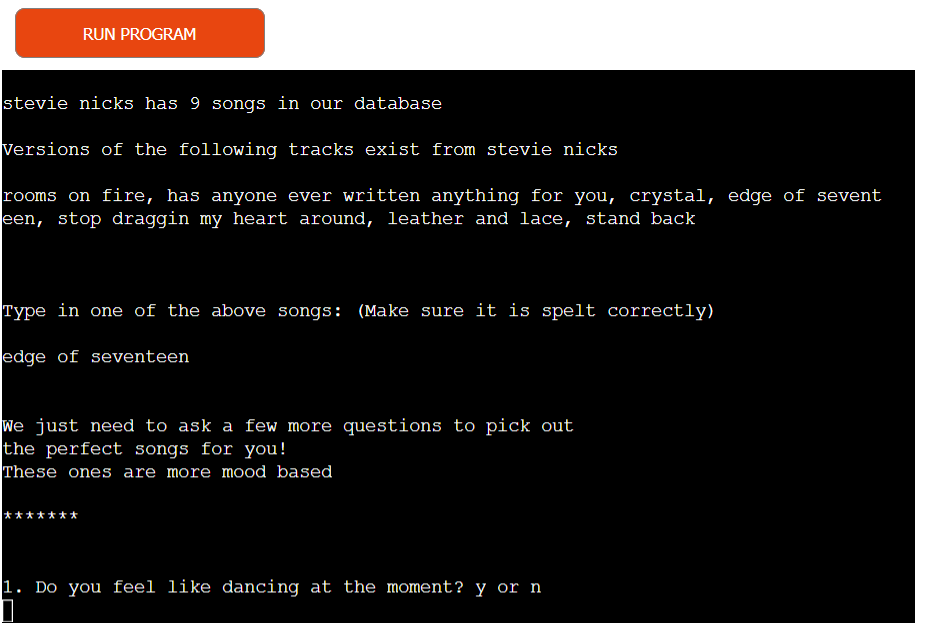 RUN PROGRAM
stevie nicks has 9 songs in our database
Versions of the following tracks exist from stevie nicks
rooms on fire, has anyone ever written anything for you, crystal, edge of sevent
een, stop draggin my heart around, leather and lace, stand back
Type in one of the above songs: (Make sure it is spelt correctly)
edge of seventeen
We just need to ask a few more questions to pick out
the perfect songs for you!
These ones are more mood based
*******
1. Do you feel like dancing at the moment? y or n